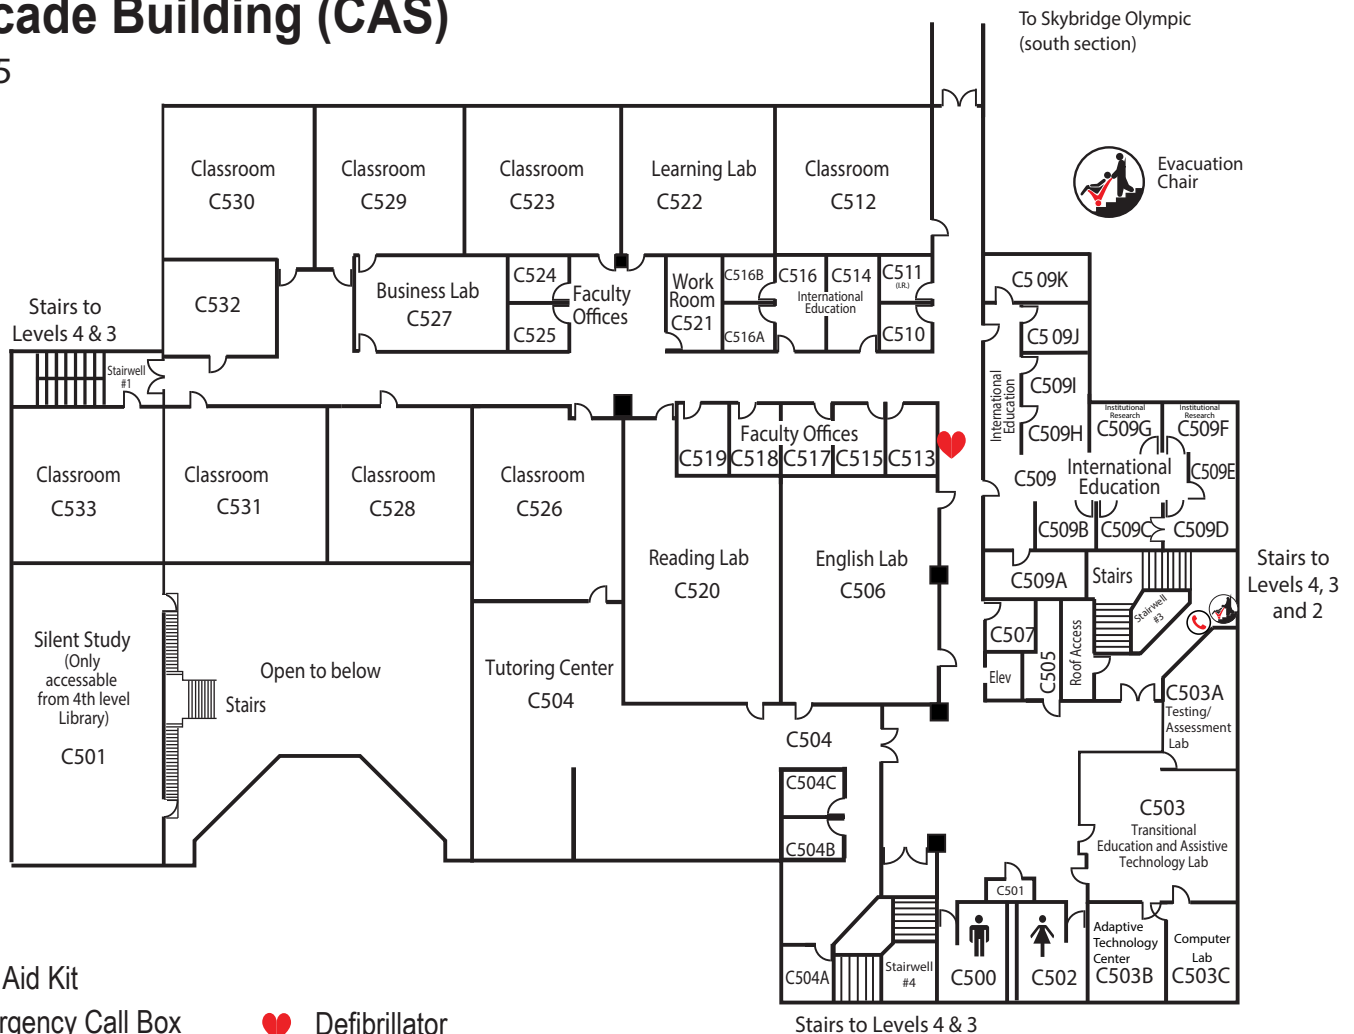 cade Building (CAS)
5
To Skybridge Olympic
(south section)
Evacuation
Chair
Classroom
C530
Classroom
C529
Classroom
C523
Learning Lab
C522
Classroom
C512
C532
Business Lab
C527
C524
C525
Faculty
Offices
Work
Room
C521
C516B
C516A
C516
C514
International
Education
C511
(I.R.)
C510
C5 09K
C5 09J
C509I
C509H
International
Education
C509
Institutional
Research
C509G
Institutional
Research
C509F
C509E
International
Education
C509B
C509C
C509D
C509A
Stairs to
Levels 4 & 3
Stairwell
#1
Classroom
C533
Classroom
C531
Classroom
C528
Classroom
C526
C519
C518
C517
C515
C513
Faculty Offices
Reading Lab
C520
English Lab
C506
Stairs
Stairwell
#3
Stairs to
Levels 4, 3
and 2
C507
Elev
C505
Roof Access
C503A
Testing/
Assessment
Lab
Silent Study
(Only
accessable
from 4th level
Library)
C501
Stairs
Open to below
Tutoring Center
C504
C504
C504C
C504B
C504A
C503
Transitional
Education and Assistive
Technology Lab
C501
C500
C502
Adaptive
Technology
Center
C503B
Computer
Lab
C503C
Stairwell
#4
Stairs to Levels 4 & 3
Aid Kit
rgency Call Box
Defibrillator